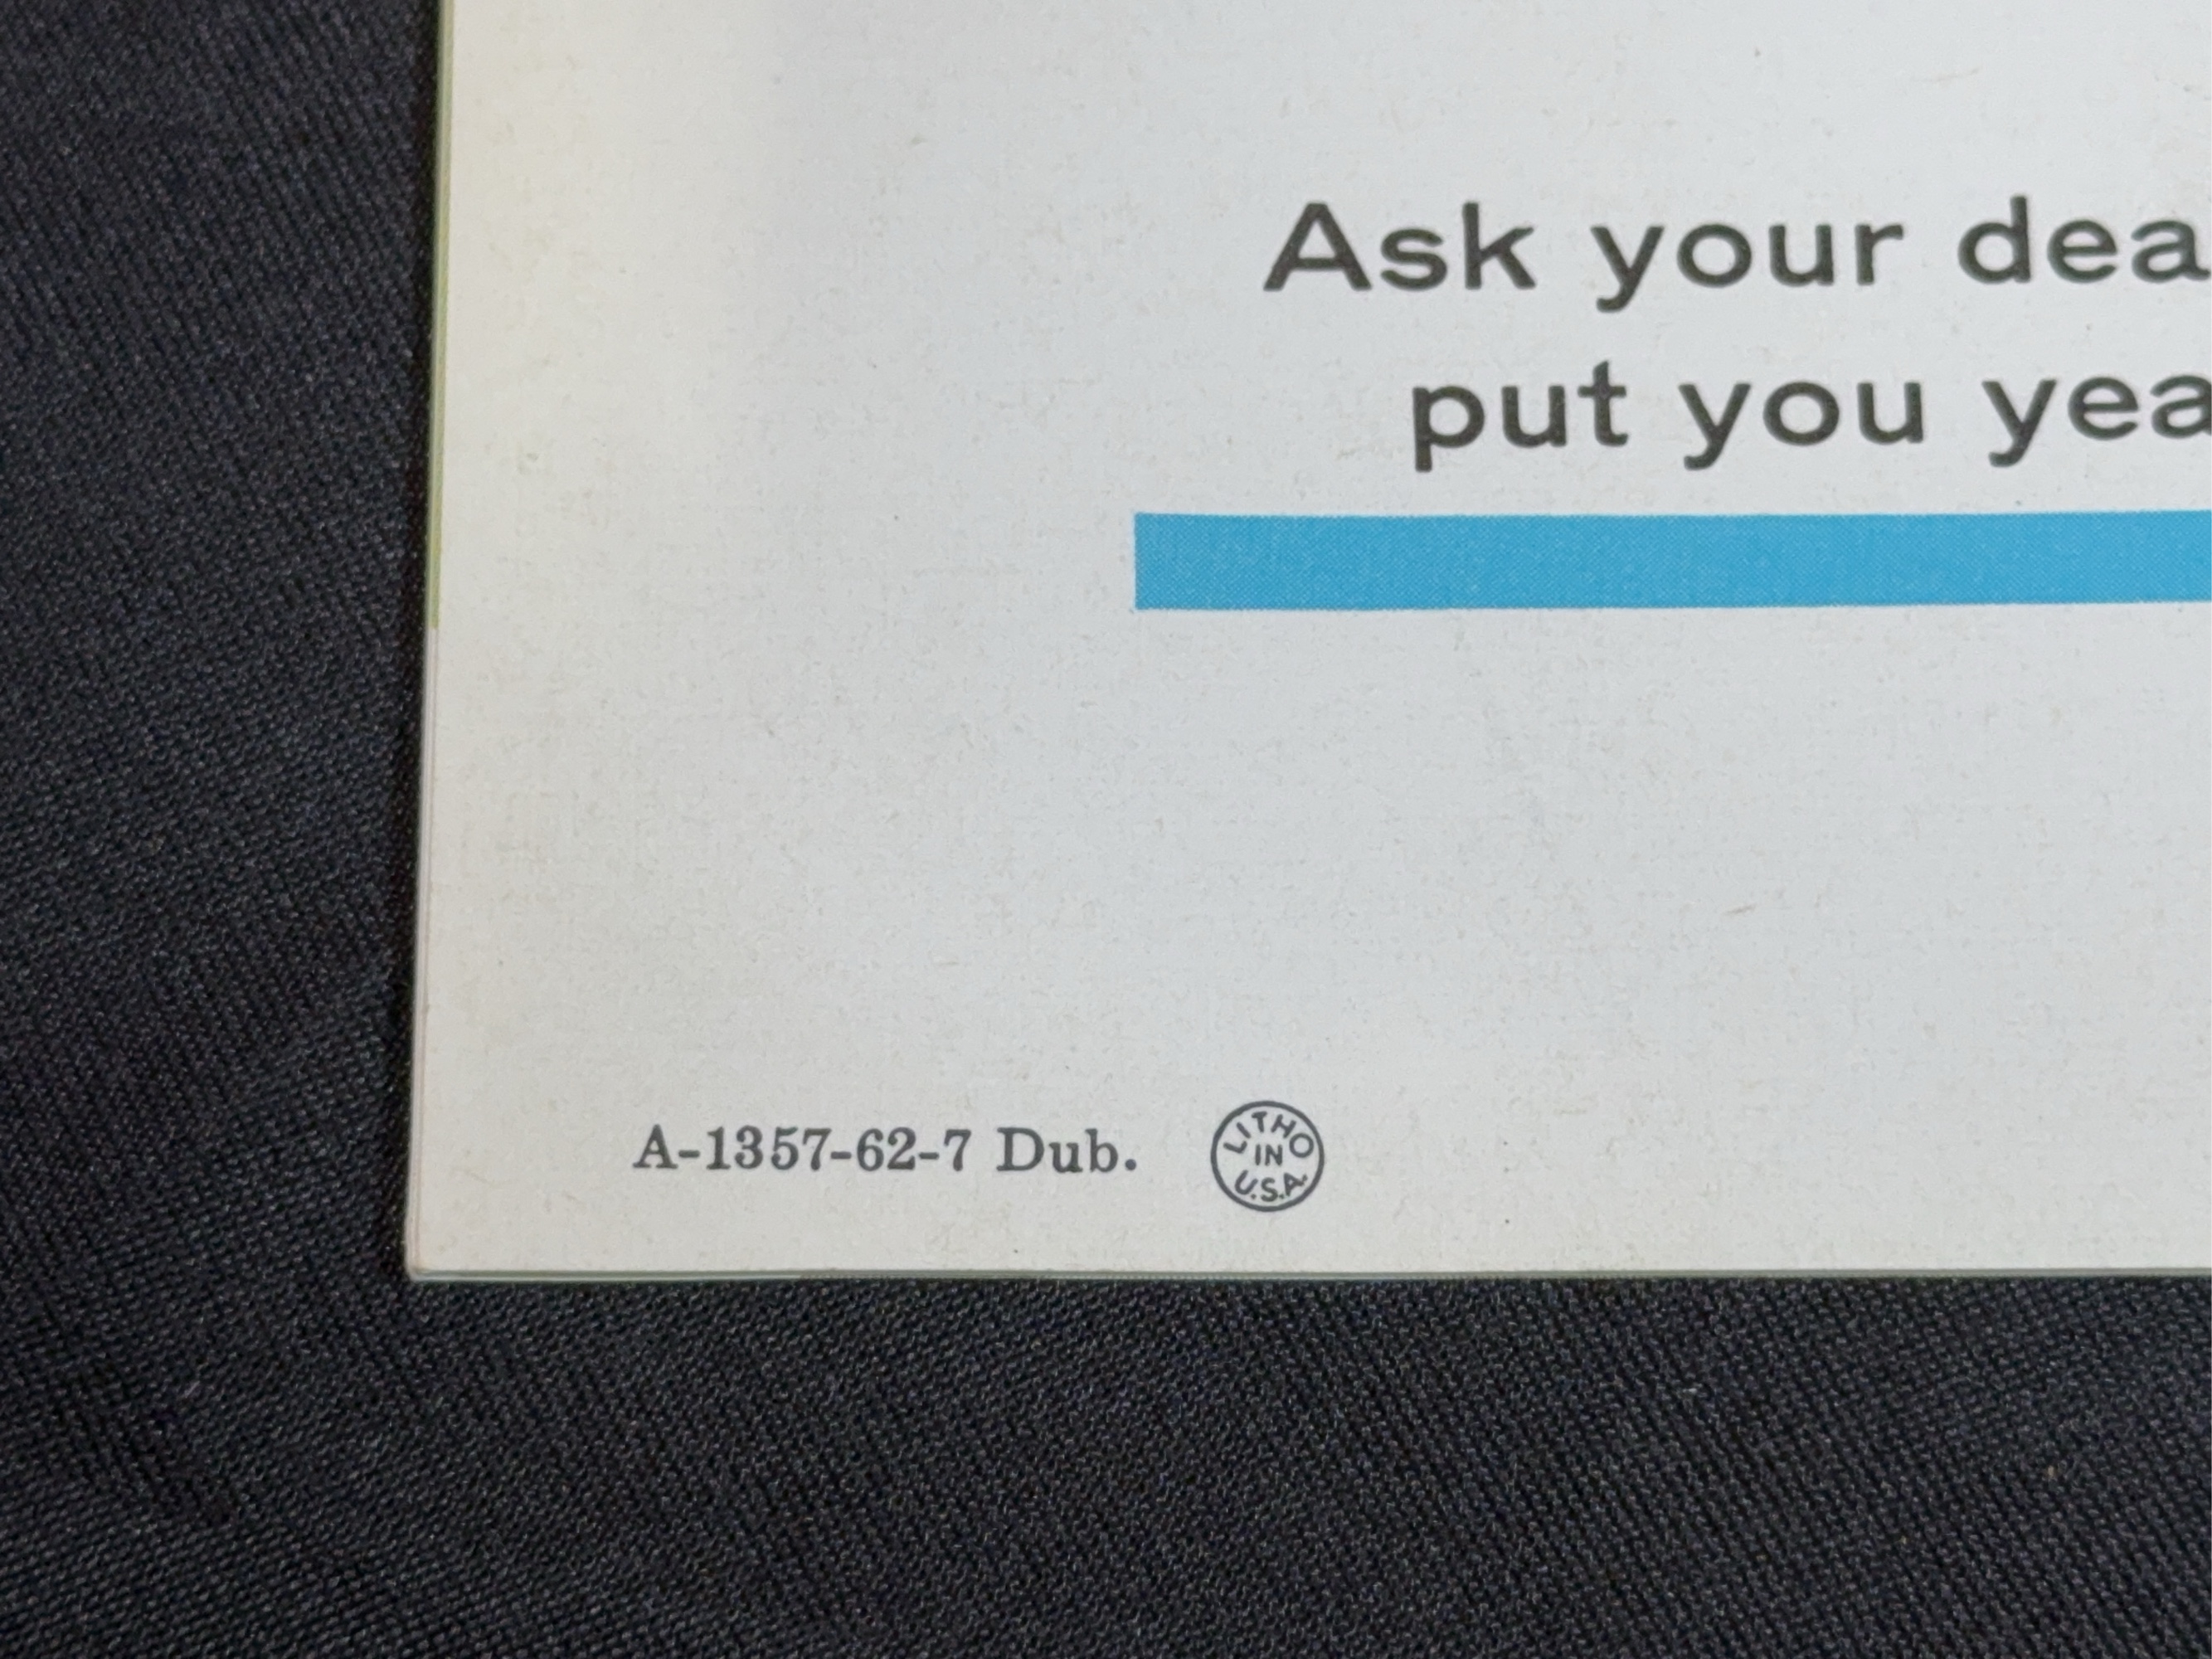 Ask your dea
put you yea
A-1357-62-7 Dub.
LITHO
IN
U.S.A.